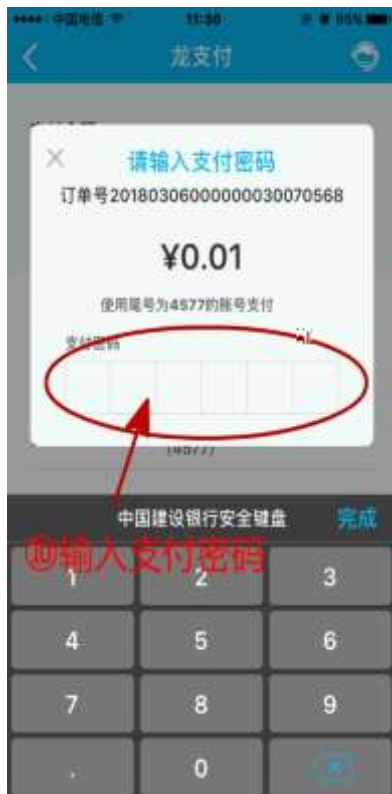 中国电信 11:30 95%
龙支付
请输入支付密码
订单号20180306000000030070568
¥0.01
使用尾号为4577的账号支付
支付密码
(4577)
中国建设银行安全键盘 完成
⑩输入支付密码
1 2 3
4 5 6
7 8 9
. 0